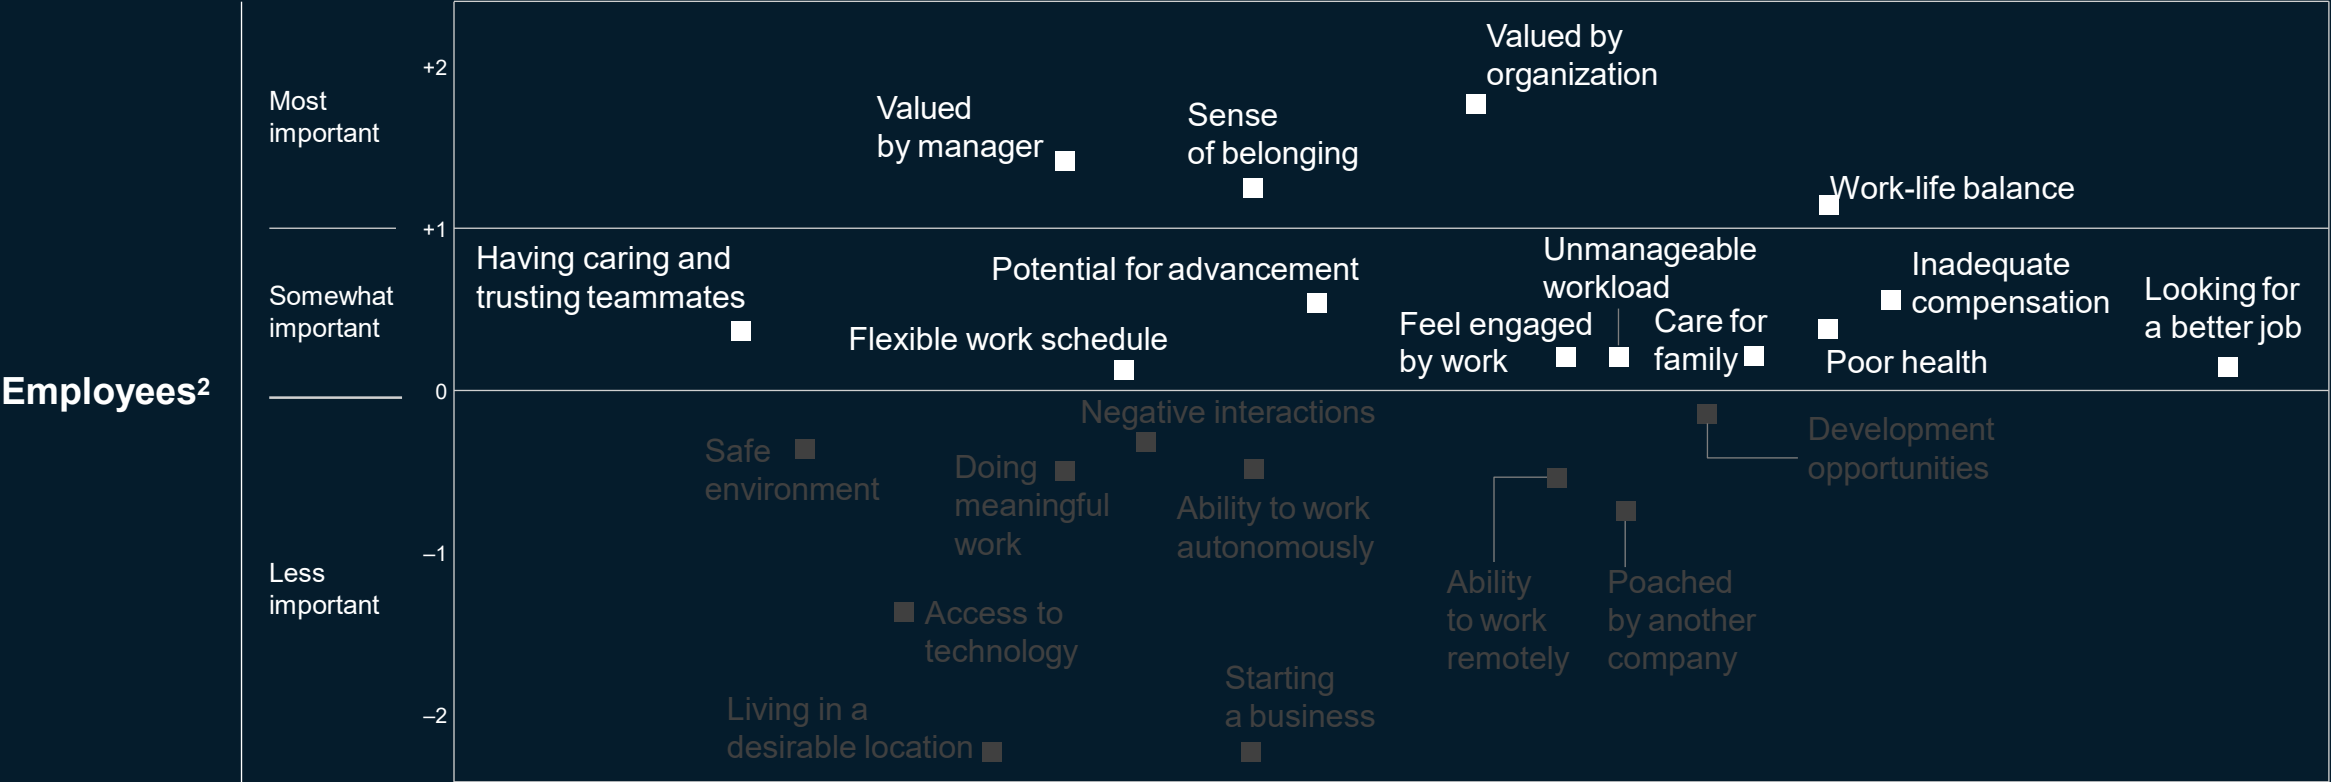 Employees²
Most
important
Somewhat
important
Less
important
+2
+1
0
–1
–2
Valued by
organization
Valued
by manager
Sense
of belonging
Work-life balance
Having caring and
trusting teammates
Potential for advancement
Flexible work schedule
Unmanageable
workload
Feel engaged
by work
Care for
family
Inadequate
compensation
Poor health
Looking for
a better job
Negative interactions
Safe
environment
Doing
meaningful
work
Ability to work
autonomously
Development
opportunities
Ability
to work
remotely
Poached
by another
company
Access to
technology
Living in a
desirable location
Starting
a business